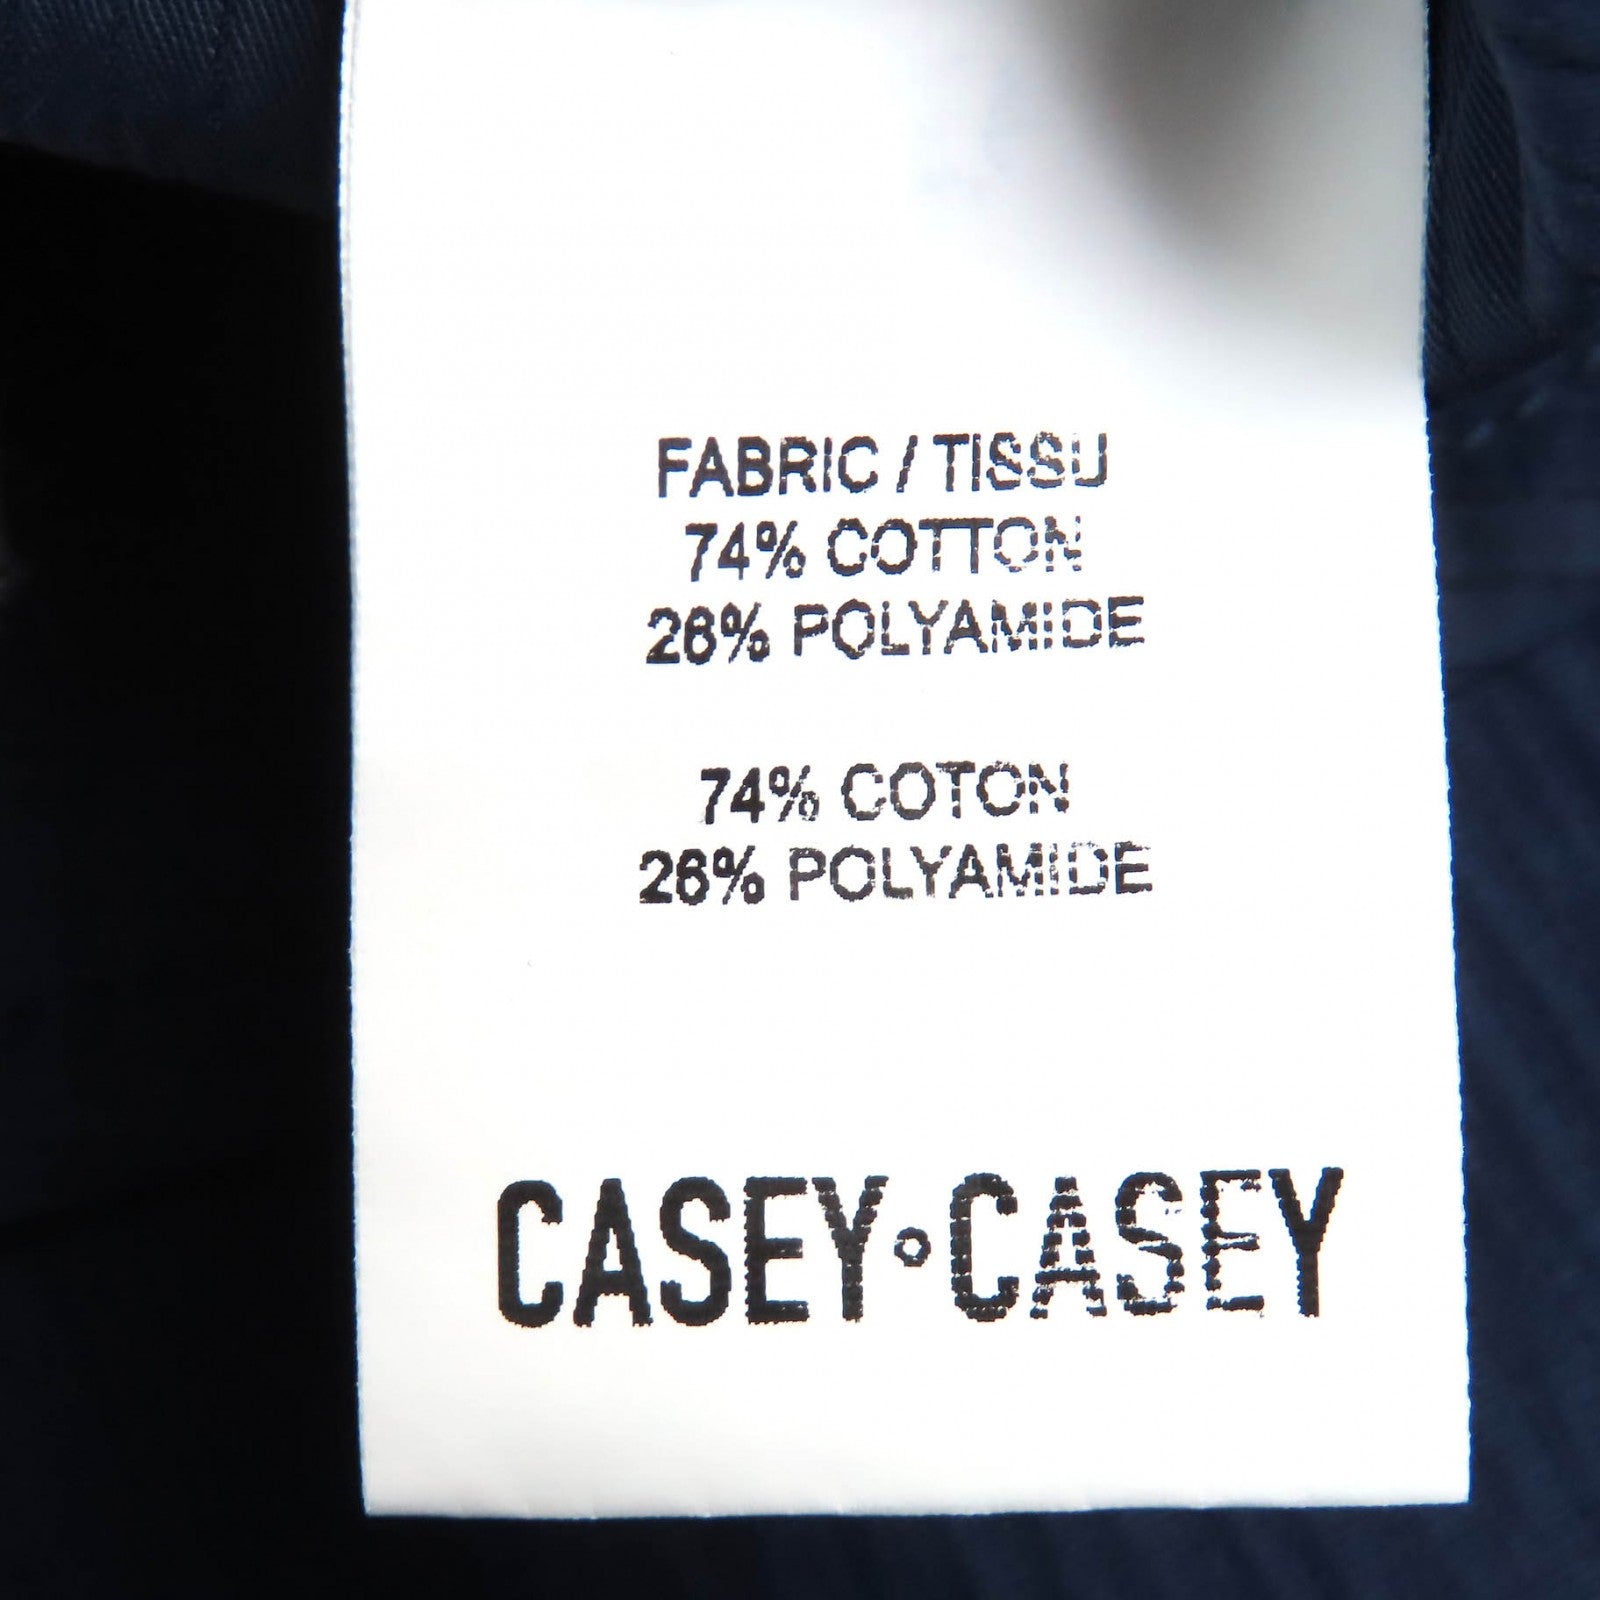 FABRIC / TISSU
74% COTTON
26% POLYAMIDE
74% COTON
26% POLYAMIDE
CASEY∘CASEY